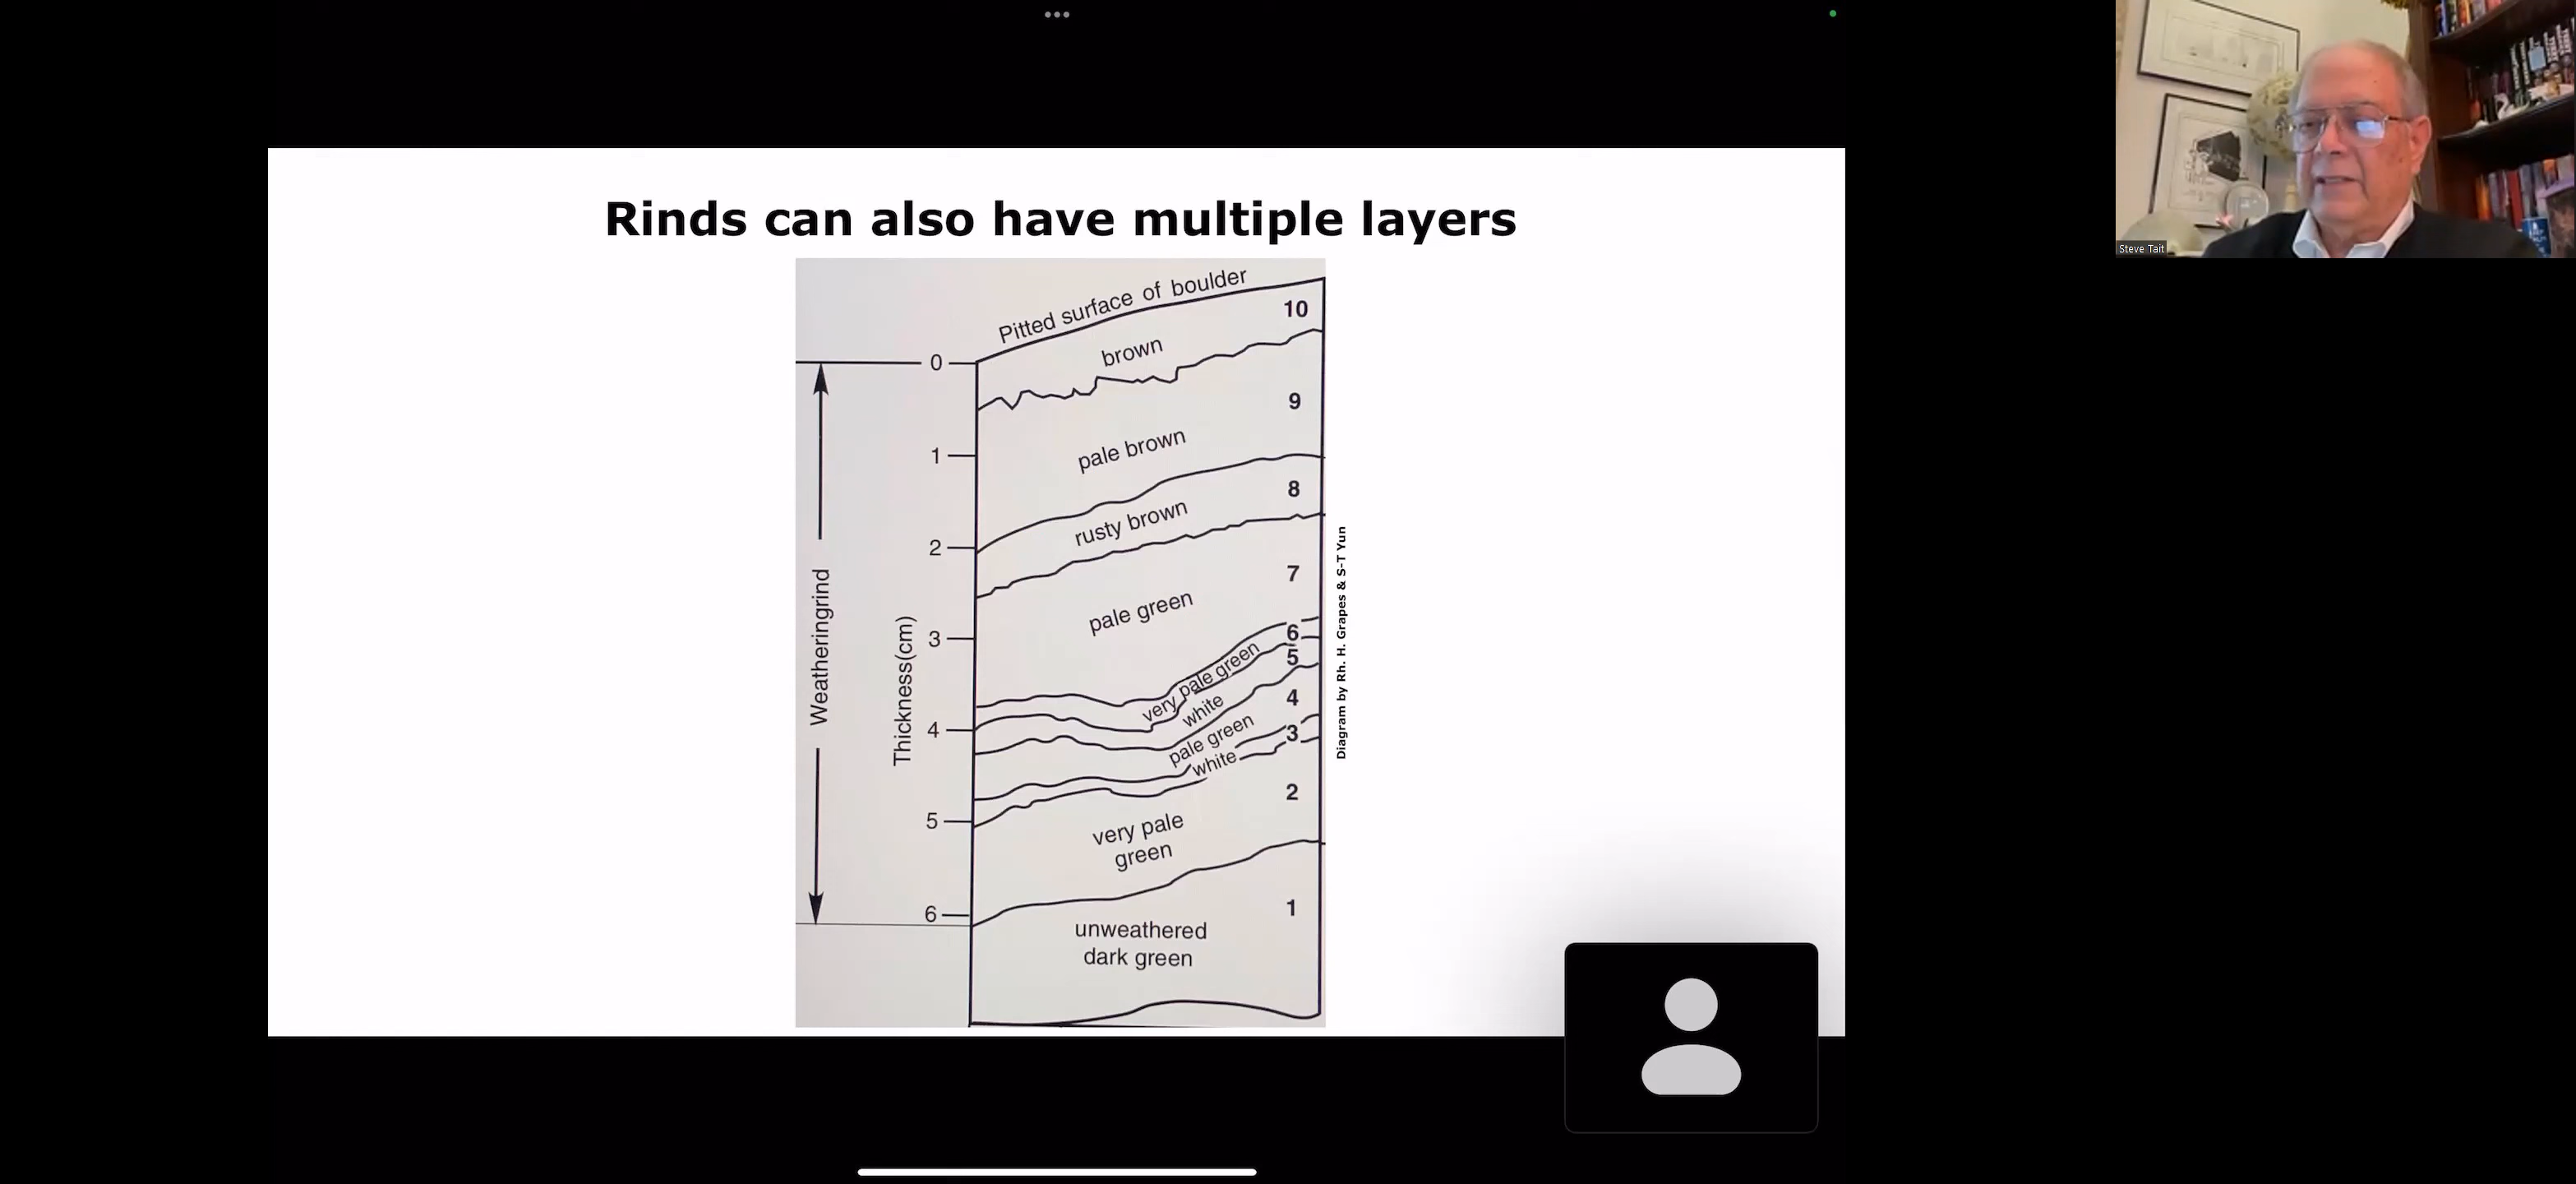 Rinds can also have multiple layers
Pitted surface of boulder
10
brown
0
9
pale brown
1
8
rusty brown
2
7
pale green
3
6
very pale green
5
white
4
4
pale green
3
white
2
5
very pale
green
6
1
unweathered
dark green
Weatheringrind
Thickness(cm)
Diagram by Rh. H. Grapes & S-T Yun
Steve Tait